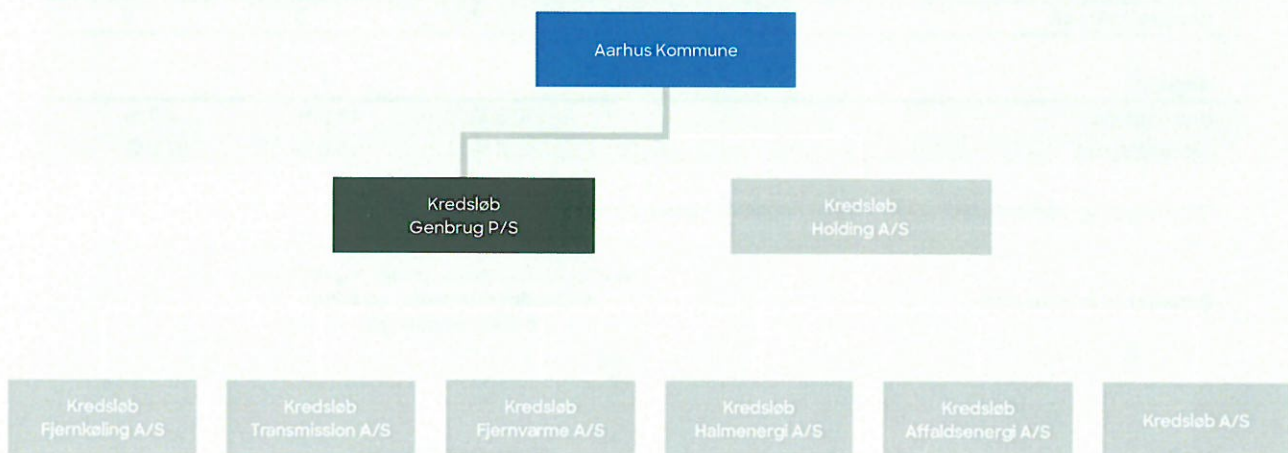 Aarhus Kommune
Kredsløb
Genbrug P/S
Kredsløb
Holding A/S
Kredsløb
Fjernkøling A/S
Kredsløb
Transmission A/S
Kredsløb
Fjernvarme A/S
Kredsløb
Halmenergi A/S
Kredsløb
Affaldsenergi A/S
Kredsløb A/S